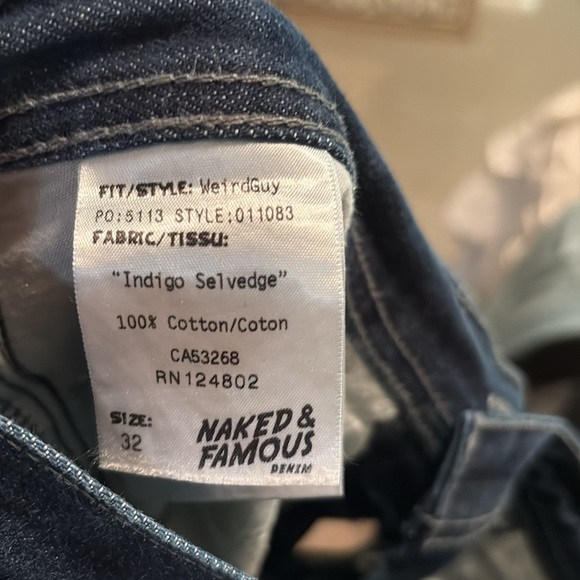 FIT/STYLE: WeirdGuy
PO:5113 STYLE:011083
FABRIC/TISSU:
"Indigo Selvedge"
100% Cotton/Coton
CA53268
RN124802
SIZE:
32
NAKED &
FAMOUS
DENIM